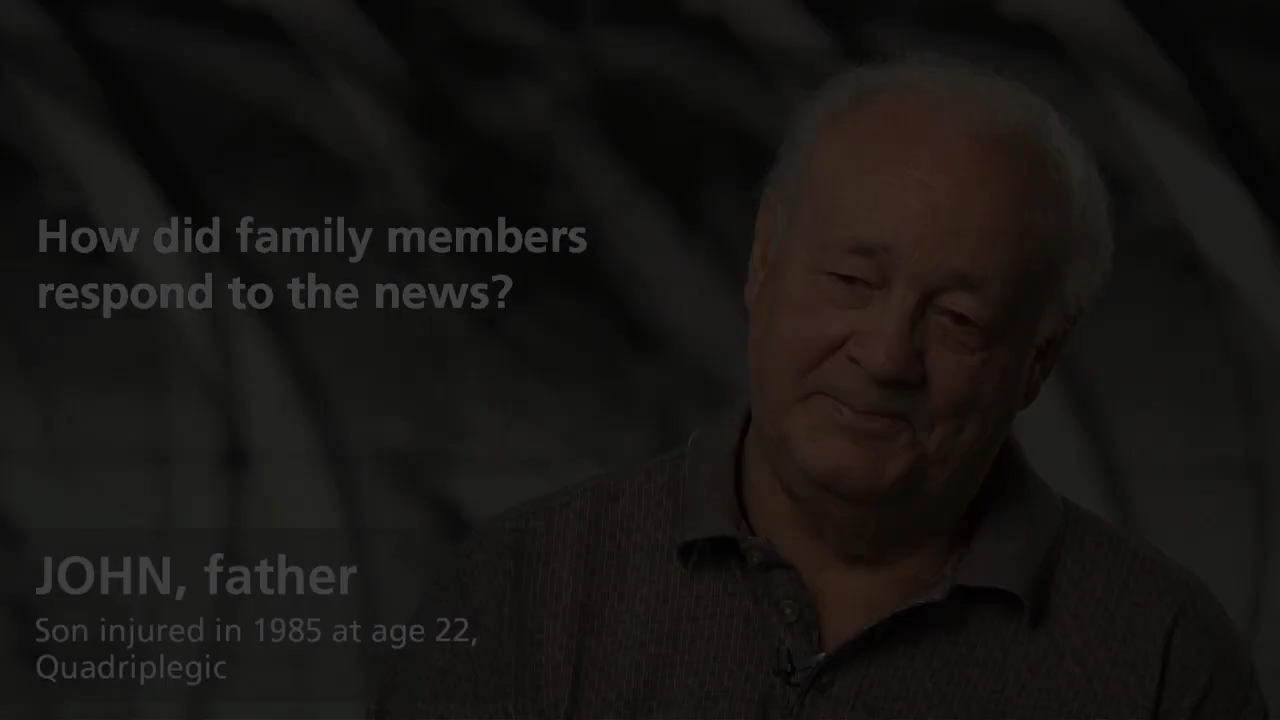 How did family members
respond to the news?
JOHN, father
Son injured in 1985 at age 22,
Quadriplegic